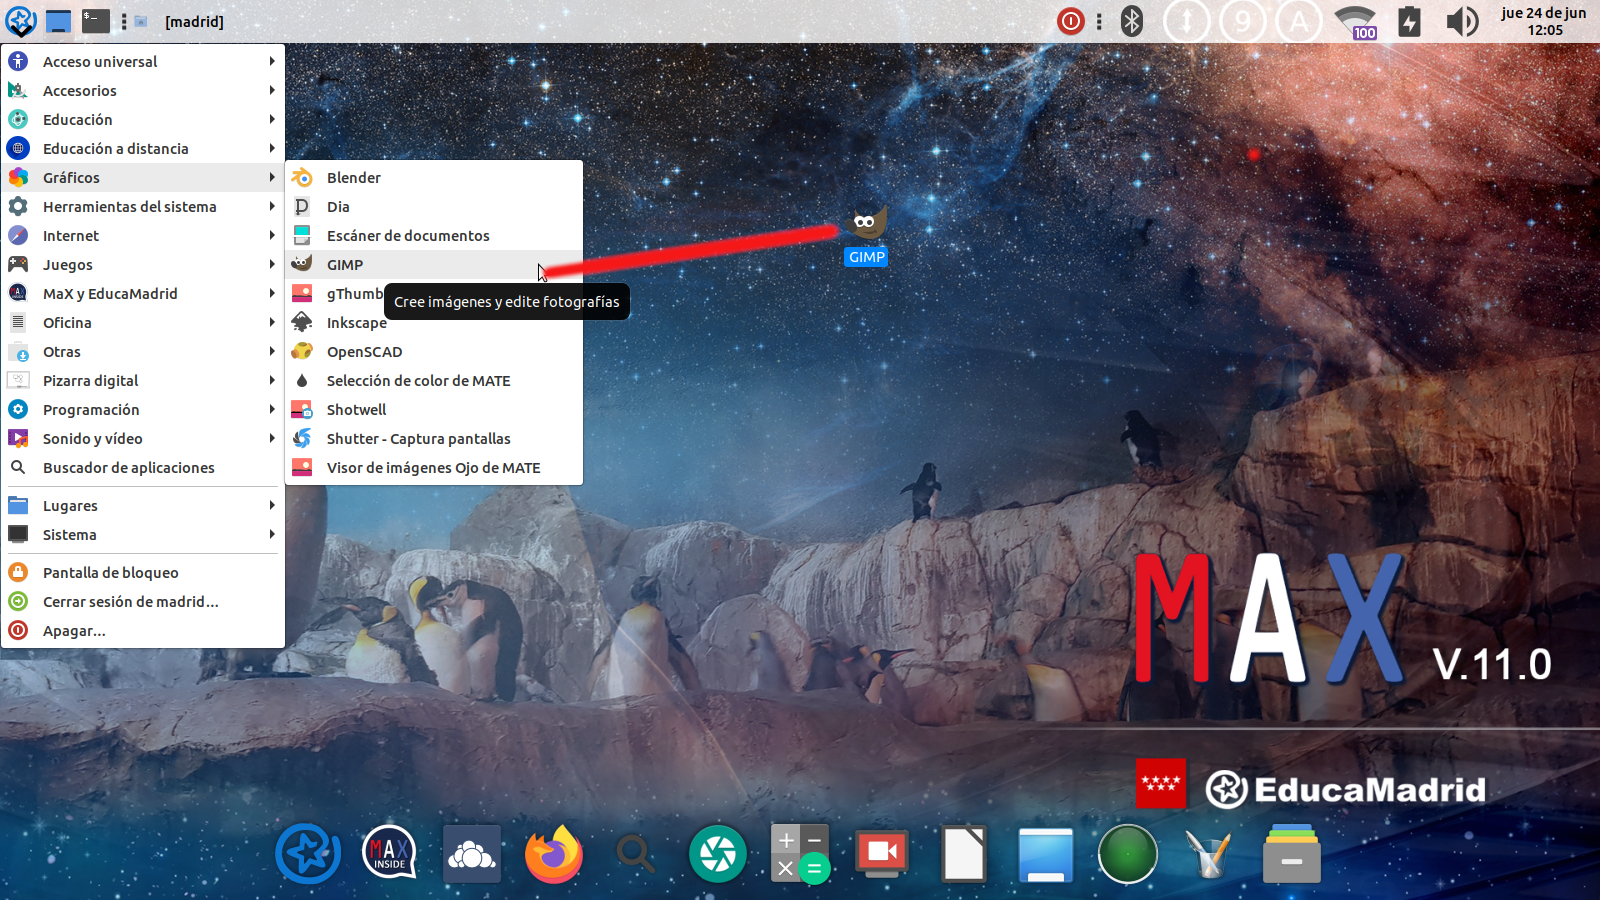 [madrid]
100
9
A
jue 24 de jun
12:05
Acceso universal
Accesorios
Educación
Educación a distancia
Gráficos
Herramientas del sistema
Internet
Juegos
MaX y EducaMadrid
Oficina
Otras
Pizarra digital
Programación
Sonido y vídeo
Buscador de aplicaciones
Lugares
Sistema
Pantalla de bloqueo
Cerrar sesión de madrid...
Apagar...
Blender
Dia
Escáner de documentos
GIMP
gThumb
Cree imágenes y edite fotografías
Inkscape
OpenSCAD
Selección de color de MATE
Shotwell
Shutter - Captura pantallas
Visor de imágenes Ojo de MATE
GIMP
MAX
V.11.0
EducaMadrid
MAX
INSIDE